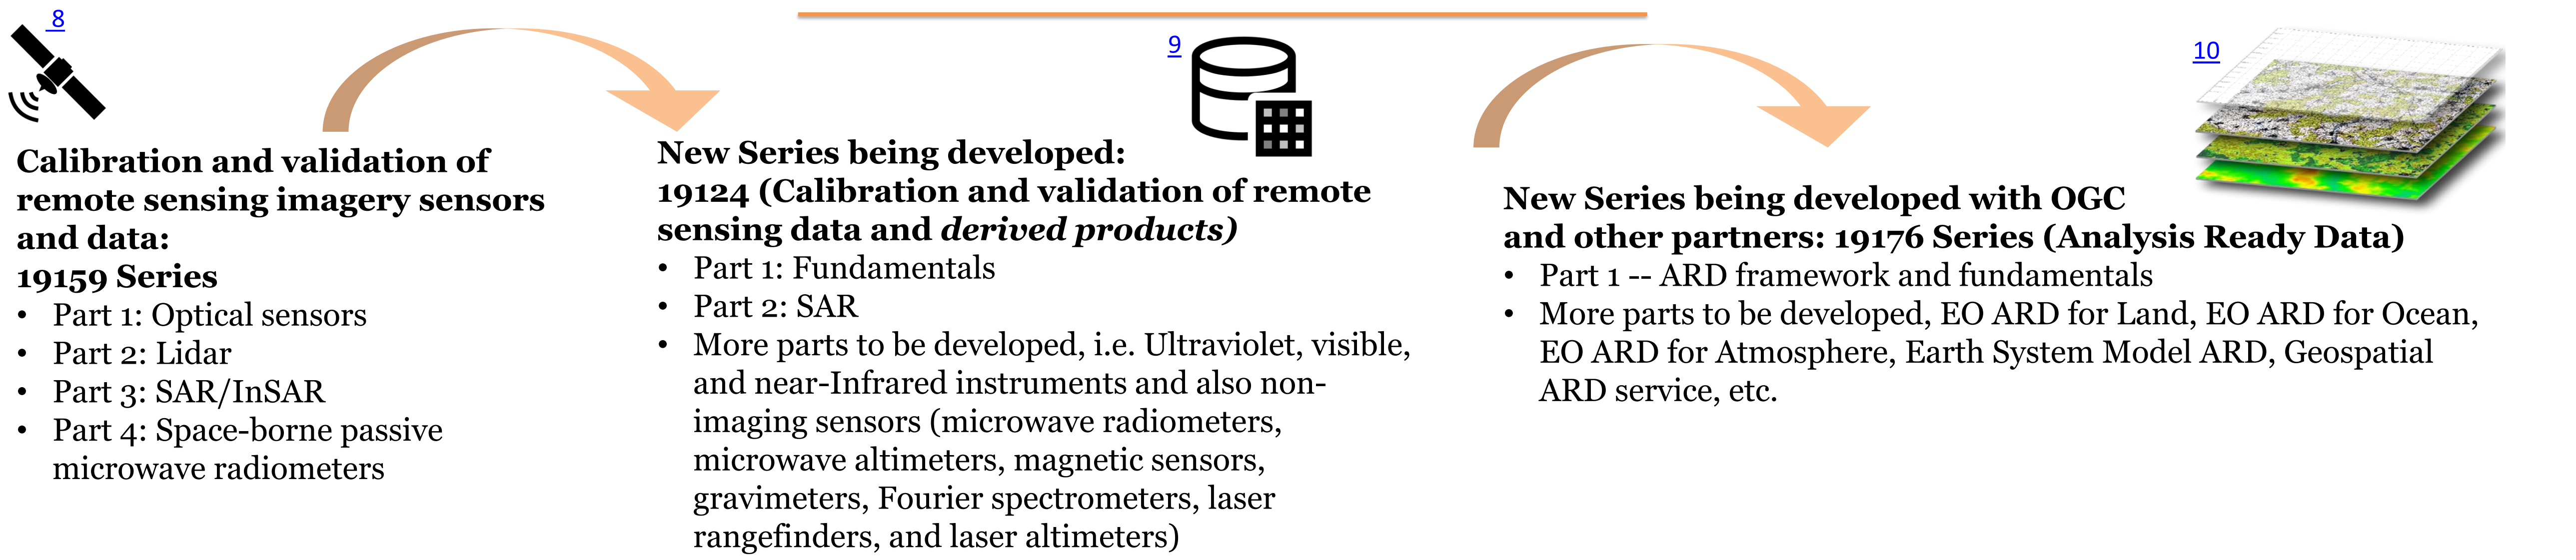 8
Calibration and validation of
remote sensing imagery sensors
and data:
19159 Series
• Part 1: Optical sensors
• Part 2: Lidar
• Part 3: SAR/InSAR
• Part 4: Space-borne passive
microwave radiometers
9
New Series being developed:
19124 (Calibration and validation of remote
sensing data and derived products)
• Part 1: Fundamentals
• Part 2: SAR
• More parts to be developed, i.e. Ultraviolet, visible,
and near-Infrared instruments and also non-
imaging sensors (microwave radiometers,
microwave altimeters, magnetic sensors,
gravimeters, Fourier spectrometers, laser
rangefinders, and laser altimeters)
10
New Series being developed with OGC
and other partners: 19176 Series (Analysis Ready Data)
• Part 1 -- ARD framework and fundamentals
• More parts to be developed, EO ARD for Land, EO ARD for Ocean,
EO ARD for Atmosphere, Earth System Model ARD, Geospatial
ARD service, etc.